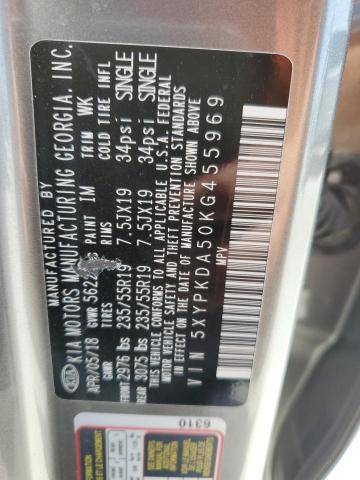 MANUFACTURED BY
KIA MOTORS MANUFACTURING GEORGIA, INC.
APR/05/18 GVWR 562 PAINT IM TRIM WK
GAWR TIRES RIMS COLD TIRE INFL
FRONT 2976 lbs 235/55R19 7.5JX19 34psi SINGLE
REAR 3075 lbs 235/55R19 7.5JX19 34psi SINGLE
THIS VEHICLE CONFORMS TO ALL APPLICABLE U.S.A. FEDERAL
MOTOR VEHICLE SAFETY AND THEFT PREVENTION STANDARDS
IN EFFECT ON THE DATE OF MANUFACTURE SHOWN ABOVE
VIN 5XYPKDA50KG455969
MPV
6310